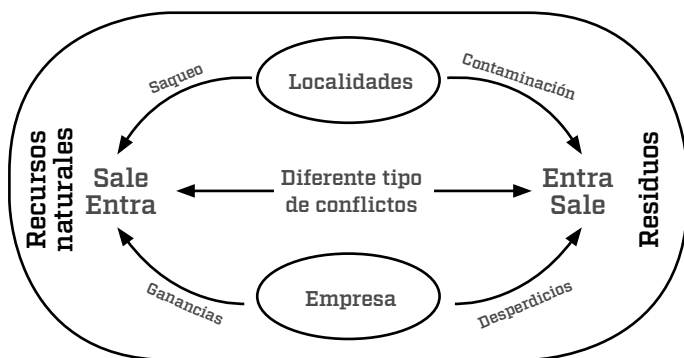 Saqueo
Localidades
Contaminación
Recursos
naturales
Sale
Entra
Diferente tipo
de conflictos
Entra
Sale
Residuos
Ganancias
Empresa
Desperdicios